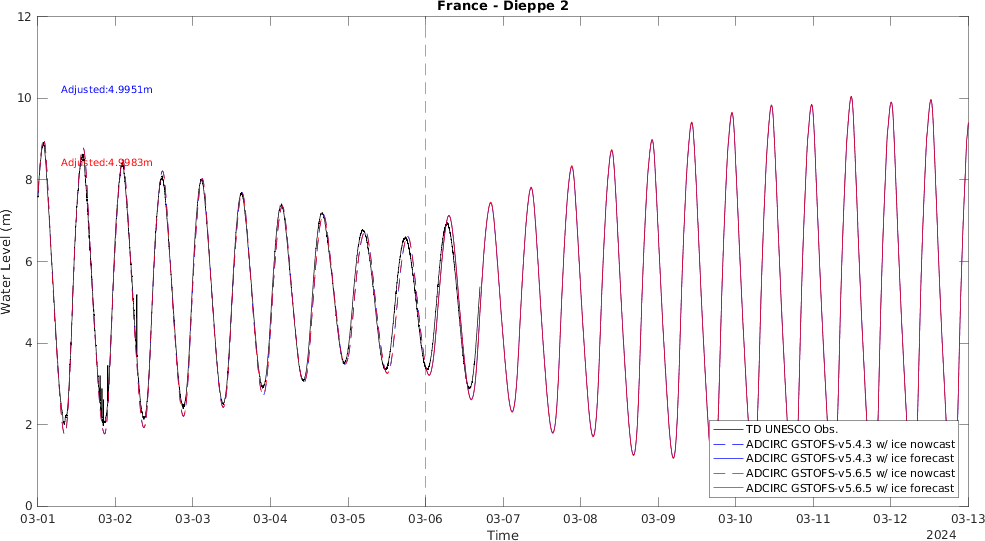 France - Dieppe 2
12
10
8
6
4
2
0
Water Level (m)
Adjusted:4.9951m
Adjusted:4.9983m
TD UNESCO Obs.
ADCIRC GSTOFS-v5.4.3 w/ ice nowcast
ADCIRC GSTOFS-v5.4.3 w/ ice forecast
ADCIRC GSTOFS-v5.6.5 w/ ice nowcast
ADCIRC GSTOFS-v5.6.5 w/ ice forecast
03-01 03-02 03-03 03-04 03-05 03-06 03-07 03-08 03-09 03-10 03-11 03-12 03-13
Time
2024